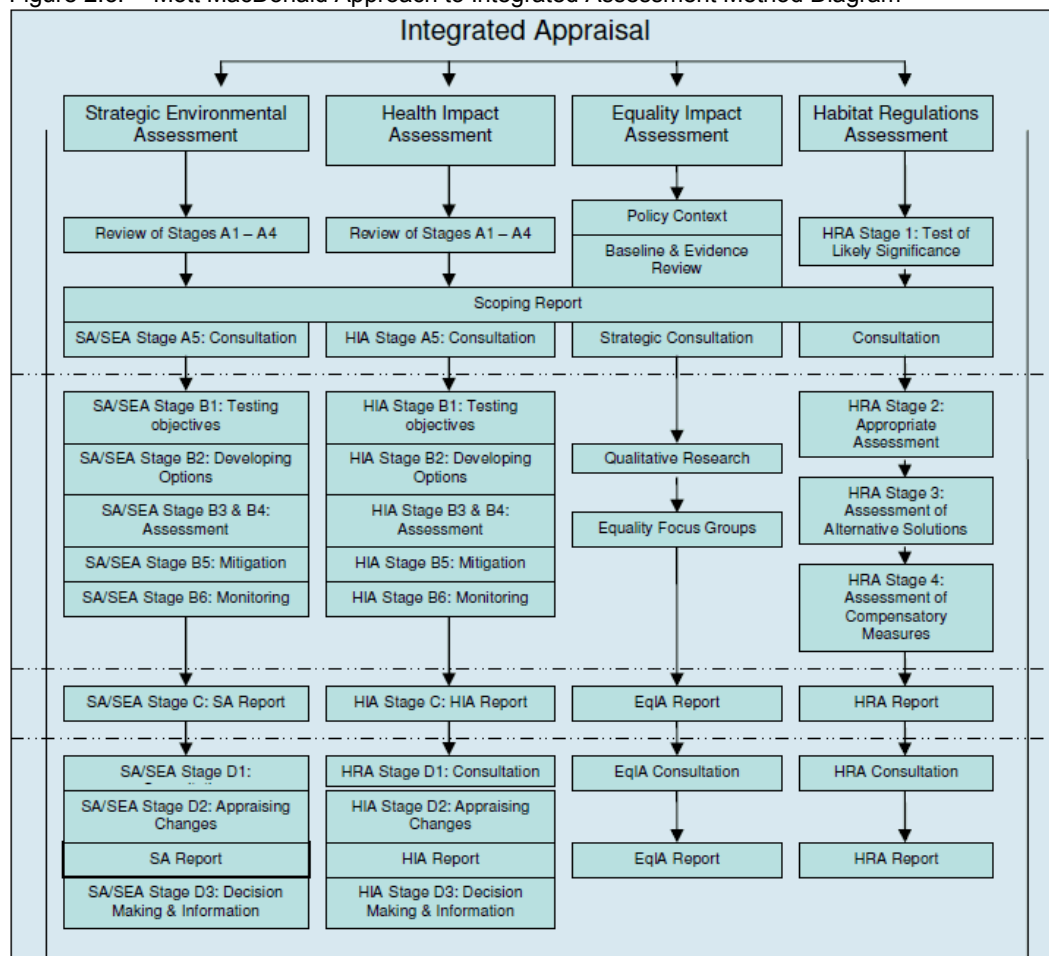 Figure 2.3: Mott MacDonald Approach to Integrated Assessment Method Diagram
Integrated Appraisal
Strategic Environmental
Assessment
Health Impact
Assessment
Equality Impact
Assessment
Habitat Regulations
Assessment
Review of Stages A1 – A4
Review of Stages A1 – A4
Policy Context
Baseline & Evidence
Review
HRA Stage 1: Test of
Likely Significance
Scoping Report
SA/SEA Stage A5: Consultation
HIA Stage A5: Consultation
Strategic Consultation
Consultation
SA/SEA Stage B1: Testing
objectives
SA/SEA Stage B2: Developing
Options
SA/SEA Stage B3 & B4:
Assessment
SA/SEA Stage B5: Mitigation
SA/SEA Stage B6: Monitoring
HIA Stage B1: Testing
objectives
HIA Stage B2: Developing
Options
HIA Stage B3 & B4:
Assessment
HIA Stage B5: Mitigation
HIA Stage B6: Monitoring
Qualitative Research
Equality Focus Groups
HRA Stage 2:
Appropriate
Assessment
HRA Stage 3:
Assessment of
Alternative Solutions
HRA Stage 4:
Assessment of
Compensatory
Measures
SA/SEA Stage C: SA Report
HIA Stage C: HIA Report
EqIA Report
HRA Report
SA/SEA Stage D1:
HRA Stage D1: Consultation
EqIA Consultation
HRA Consultation
SA/SEA Stage D2: Appraising
Changes
HIA Stage D2: Appraising
Changes
SA Report
HIA Report
EqIA Report
HRA Report
SA/SEA Stage D3: Decision
Making & Information
HIA Stage D3: Decision
Making & Information